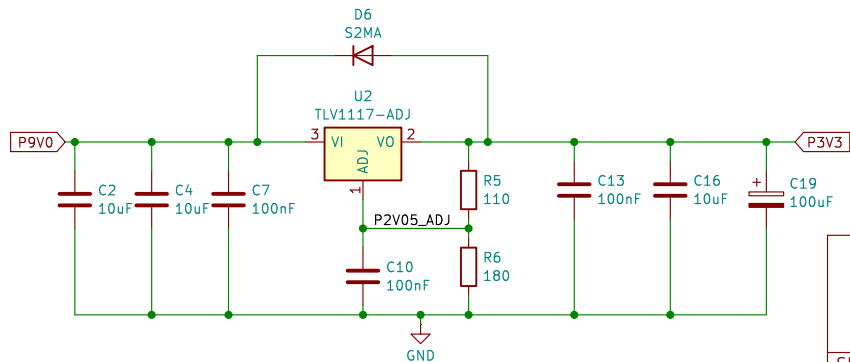 D6
S2MA
U2
TLV1117-ADJ
P9V0
3
VI
VO
2
P3V3
ADJ
1
C2
10uF
C4
10uF
C7
100nF
R5
110
C13
100nF
C16
10uF
+
C19
100uF
P2V05_ADJ
C10
100nF
R6
180
GND